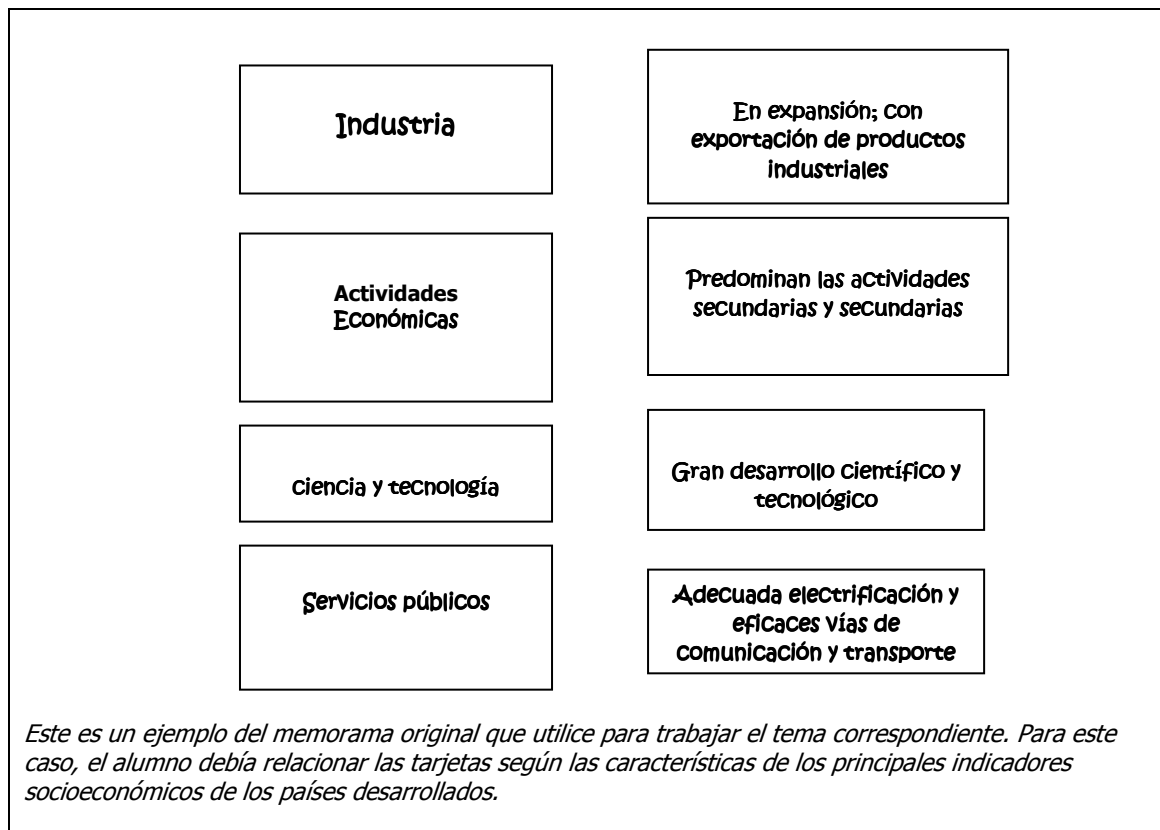 Industria
En expansión; con
exportación de productos
industriales
Actividades
Económicas
Predominan las actividades
secundarias y secundarias
ciencia y tecnología
Gran desarrollo científico y
tecnológico
Servicios públicos
Adecuada electrificación y
eficaces vías de
comunicación y transporte
Este es un ejemplo del memorama original que utilice para trabajar el tema correspondiente. Para este
caso, el alumno debía relacionar las tarjetas según las características de los principales indicadores
socioeconómicos de los países desarrollados.